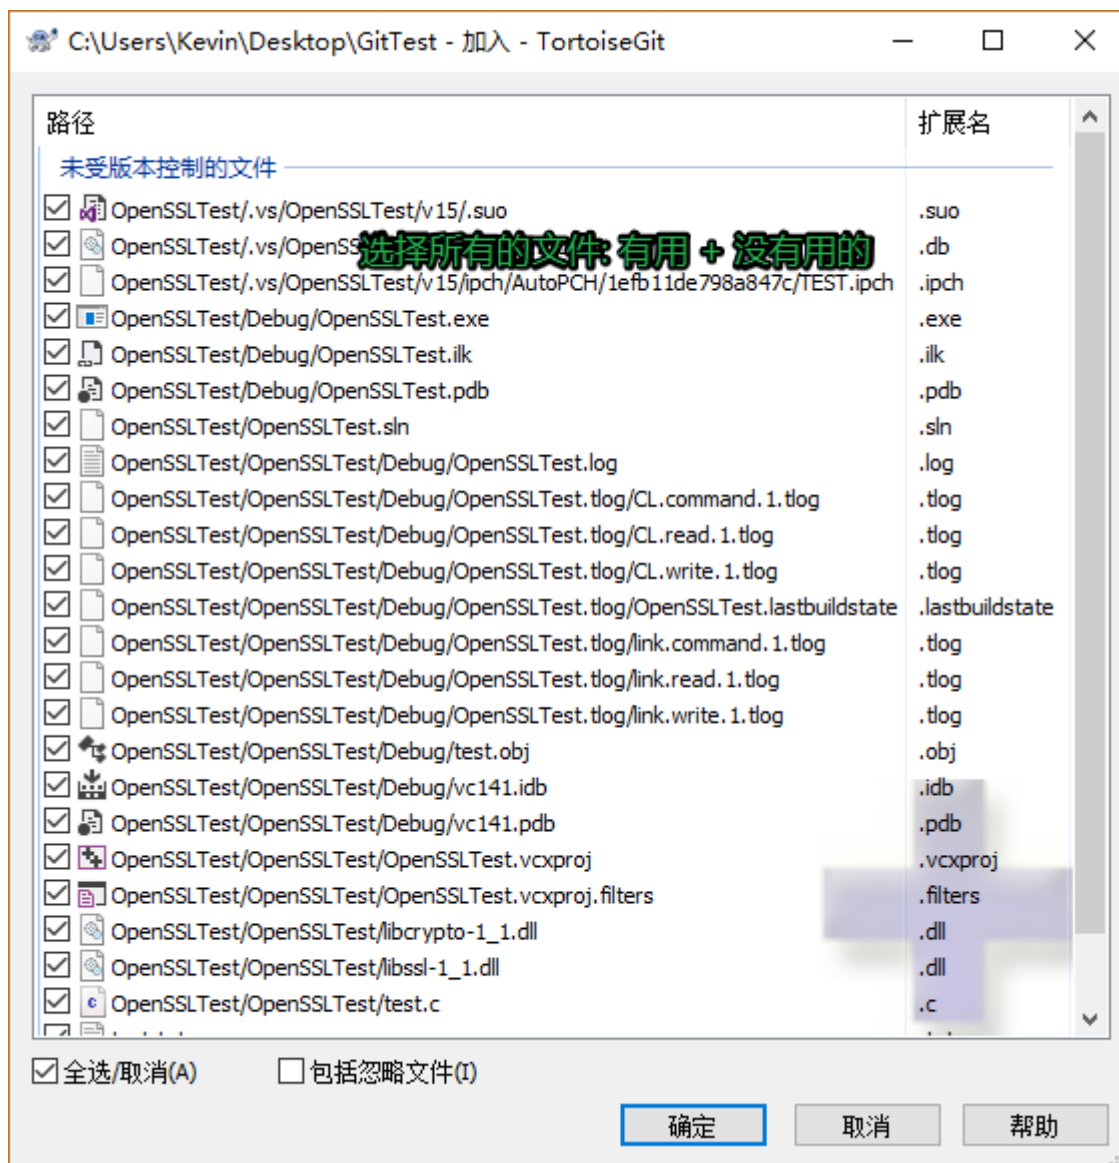 C:\Users\Kevin\Desktop\GitTest - 加入 - TortoiseGit
路径 扩展名
未受版本控制的文件
OpenSSLTest/.vs/OpenSSLTest/v15/.suo .suo
OpenSSLTest/.vs/OpenSS .db
选择所有的文件: 有用 + 没有用的
OpenSSLTest/.vs/OpenSSLTest/v15/ipch/AutoPCH/1efb11de798a847c/TEST.ipch .ipch
OpenSSLTest/Debug/OpenSSLTest.exe .exe
OpenSSLTest/Debug/OpenSSLTest.ilk .ilk
OpenSSLTest/Debug/OpenSSLTest.pdb .pdb
OpenSSLTest/OpenSSLTest.sln .sln
OpenSSLTest/OpenSSLTest/Debug/OpenSSLTest.log .log
OpenSSLTest/OpenSSLTest/Debug/OpenSSLTest.tlog/CL.command.1.tlog .tlog
OpenSSLTest/OpenSSLTest/Debug/OpenSSLTest.tlog/CL.read.1.tlog .tlog
OpenSSLTest/OpenSSLTest/Debug/OpenSSLTest.tlog/CL.write.1.tlog .tlog
OpenSSLTest/OpenSSLTest/Debug/OpenSSLTest.tlog/OpenSSLTest.lastbuildstate .lastbuildstate
OpenSSLTest/OpenSSLTest/Debug/OpenSSLTest.tlog/link.command.1.tlog .tlog
OpenSSLTest/OpenSSLTest/Debug/OpenSSLTest.tlog/link.read.1.tlog .tlog
OpenSSLTest/OpenSSLTest/Debug/OpenSSLTest.tlog/link.write.1.tlog .tlog
OpenSSLTest/OpenSSLTest/Debug/test.obj .obj
OpenSSLTest/OpenSSLTest/Debug/vc141.idb .idb
OpenSSLTest/OpenSSLTest/Debug/vc141.pdb .pdb
OpenSSLTest/OpenSSLTest/OpenSSLTest.vcxproj .vcxproj
OpenSSLTest/OpenSSLTest/OpenSSLTest.vcxproj.filters .filters
OpenSSLTest/OpenSSLTest/libcrypto-1_1.dll .dll
OpenSSLTest/OpenSSLTest/libssl-1_1.dll .dll
OpenSSLTest/OpenSSLTest/test.c .c
全选/取消(A) 包括忽略文件(I)
确定 取消 帮助